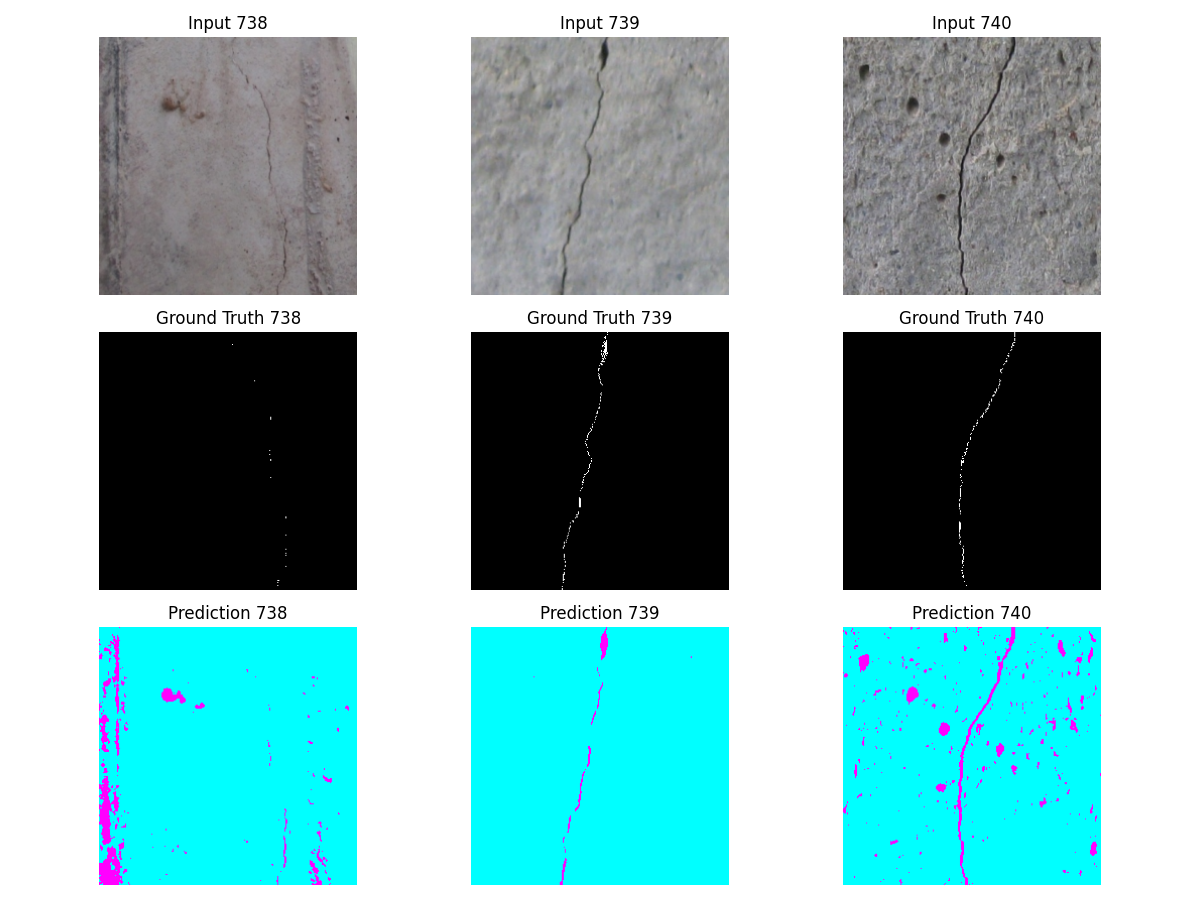 Input 738
Input 739
Input 740
Ground Truth 738
Ground Truth 739
Ground Truth 740
Prediction 738
Prediction 739
Prediction 740